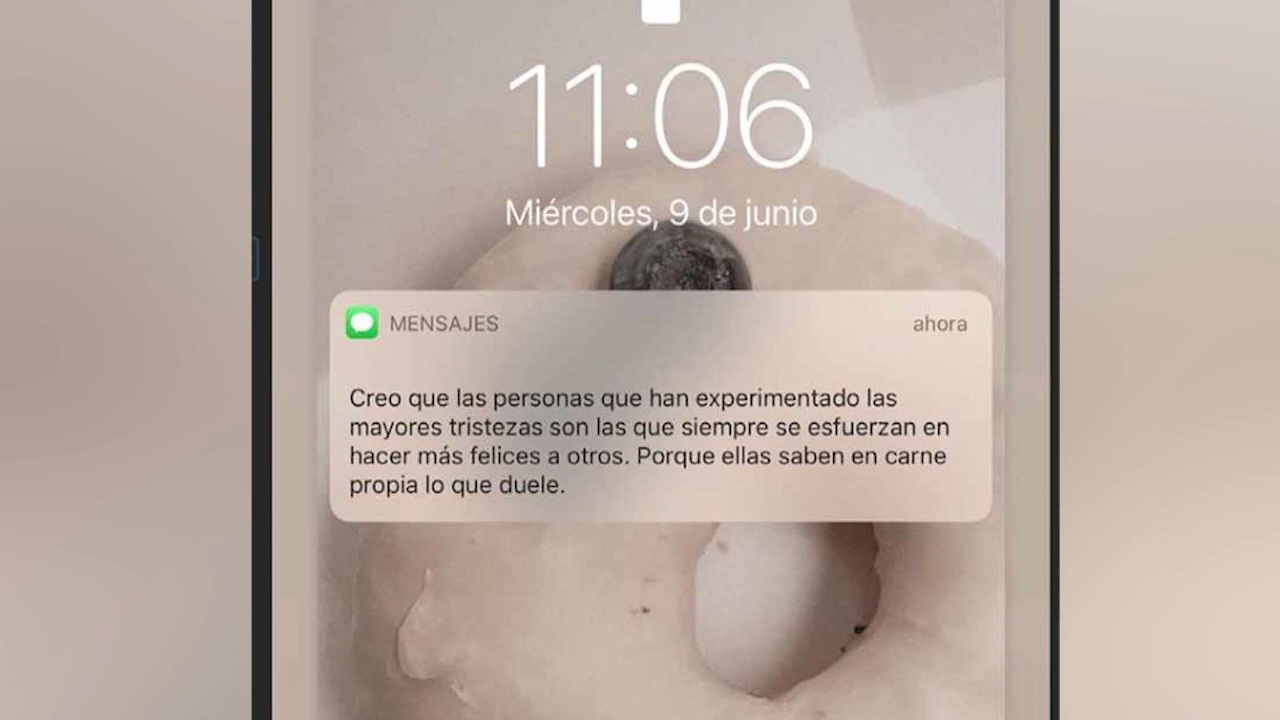 11:06
Miércoles, 9 de junio
MENSAJES
ahora
Creo que las personas que han experimentado las
mayores tristezas son las que siempre se esfuerzan en
hacer más felices a otros. Porque ellas saben en carne
propia lo que duele.